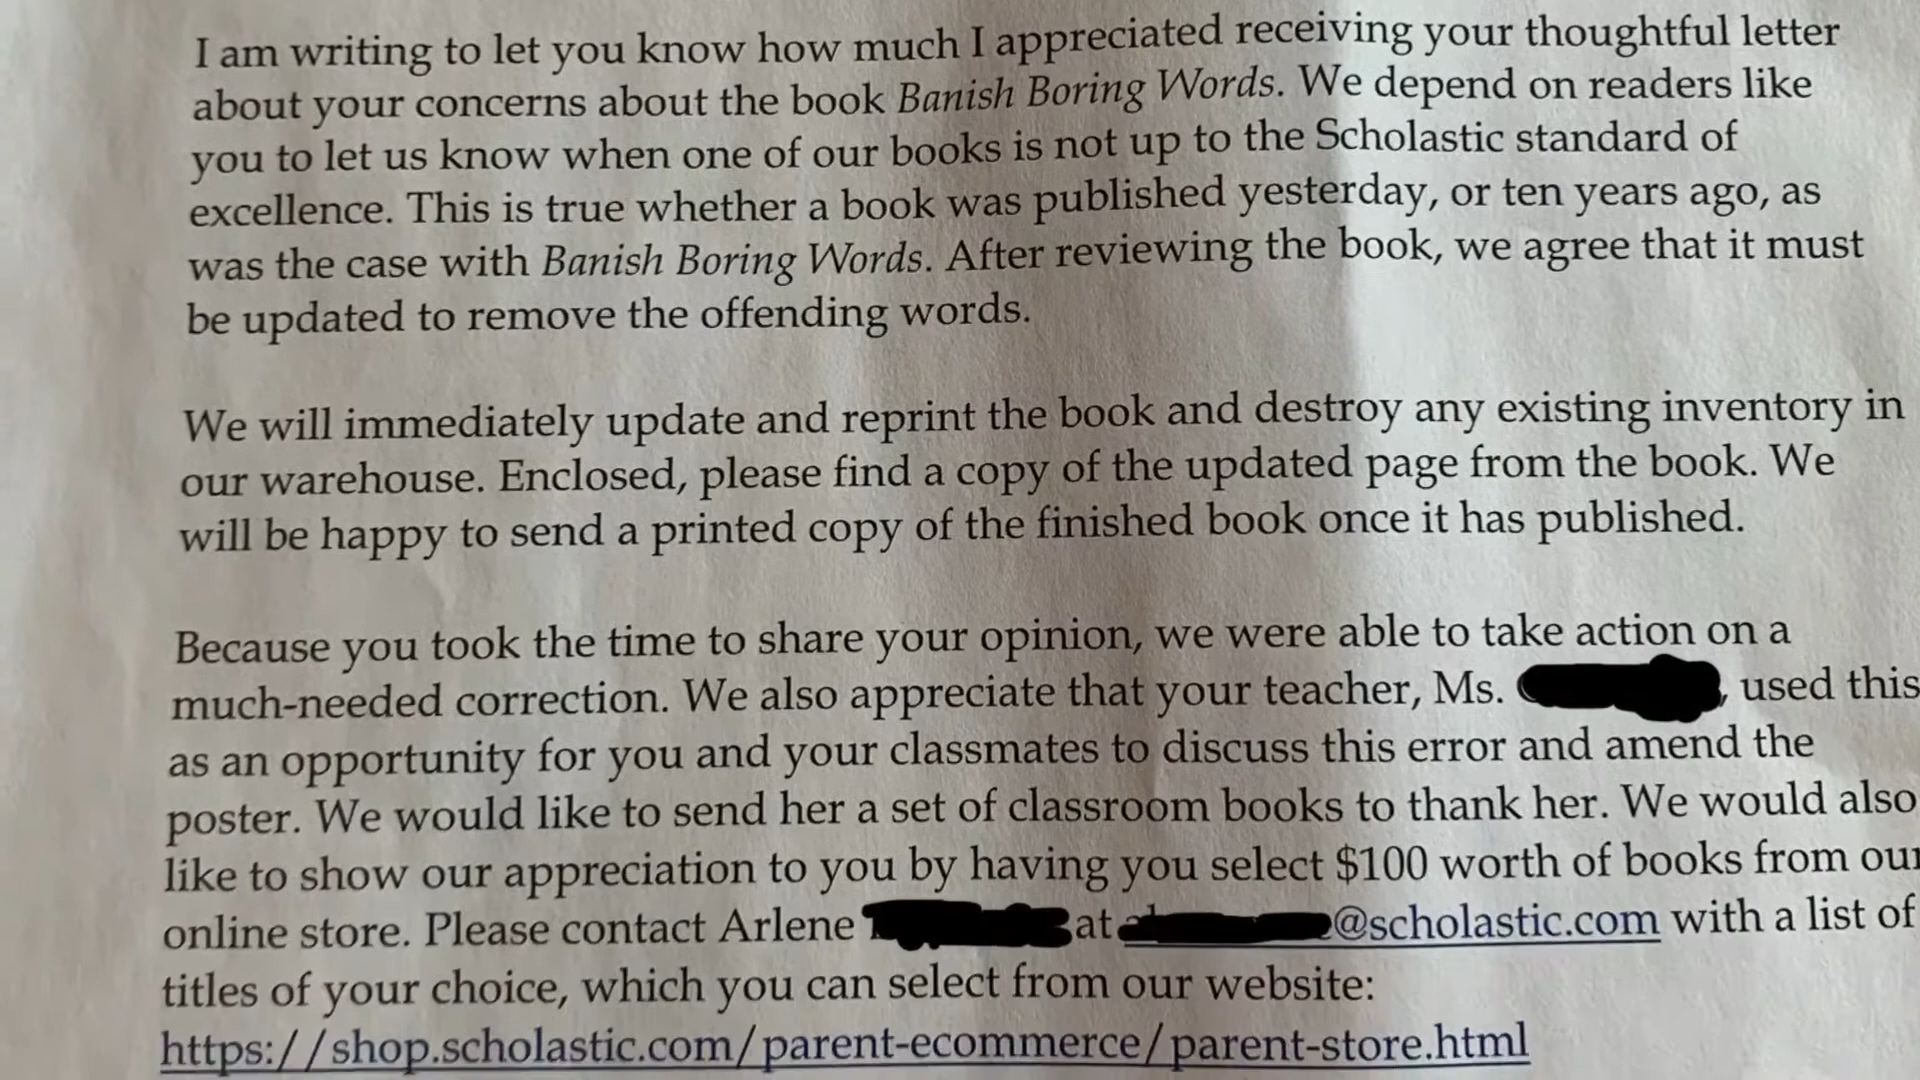 I am writing to let you know how much I appreciated receiving your thoughtful letter
about your concerns about the book Banish Boring Words. We depend on readers like
you to let us know when one of our books is not up to the Scholastic standard of
excellence. This is true whether a book was published yesterday, or ten years ago, as
was the case with Banish Boring Words. After reviewing the book, we agree that it must
be updated to remove the offending words.
We will immediately update and reprint the book and destroy any existing inventory in
our warehouse. Enclosed, please find a copy of the updated page from the book. We
will be happy to send a printed copy of the finished book once it has published.
Because you took the time to share your opinion, we were able to take action on a
much-needed correction. We also appreciate that your teacher, Ms. , used this
as an opportunity for you and your classmates to discuss this error and amend the
poster. We would like to send her a set of classroom books to thank her. We would also
like to show our appreciation to you by having you select $100 worth of books from our
online store. Please contact Arlene at @scholastic.com with a list of
titles of your choice, which you can select from our website:
https://shop.scholastic.com/parent-ecommerce/parent-store.html